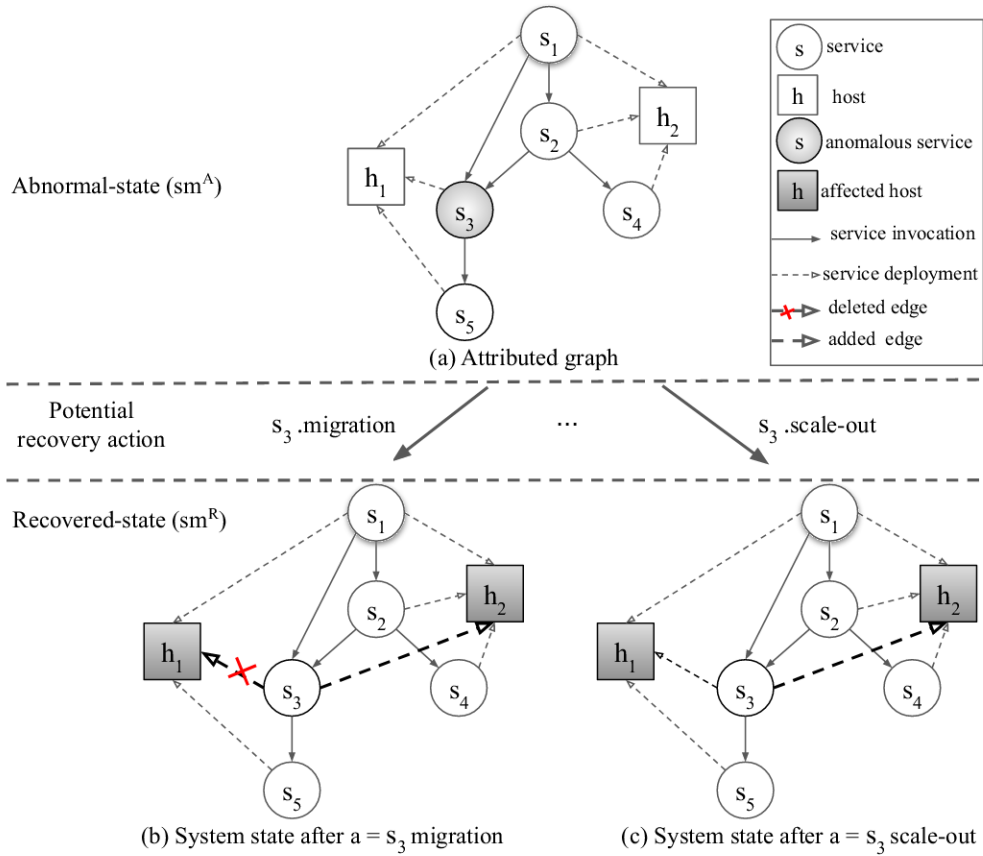 s1
s
service
h
host
h2
s2
s
anomalous service
Abnormal-state (sm^A)
h1
h
affected host
s3
s4
service invocation
service deployment
s5
deleted edge
added edge
(a) Attributed graph
Potential
recovery action
s3 .migration
...
s3 .scale-out
Recovered-state (sm^R)
s1
h2
s2
h1
s3
s4
s5
(b) System state after a = s3 migration
s1
h2
s2
h1
s3
s4
s5
(c) System state after a = s3 scale-out